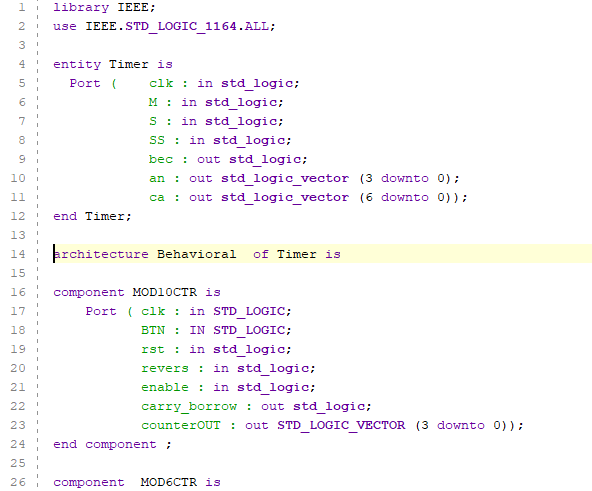 1 library IEEE;
2 use IEEE.STD_LOGIC_1164.ALL;
3
4 entity Timer is
5   Port (    clk : in std_logic;
6             M : in std_logic;
7             S : in std_logic;
8             SS : in std_logic;
9             bec : out std_logic;
10            an : out std_logic_vector (3 downto 0);
11            ca : out std_logic_vector (6 downto 0));
12 end Timer;
13
14 architecture Behavioral  of Timer is
15
16 component MOD10CTR is
17     Port ( clk : in STD_LOGIC;
18            BTN : IN STD_LOGIC;
19            rst : in std_logic;
20            revers : in std_logic;
21            enable : in std_logic;
22            carry_borrow : out std_logic;
23            counterOUT : out STD_LOGIC_VECTOR (3 downto 0));
24 end component ;
25
26 component  MOD6CTR is